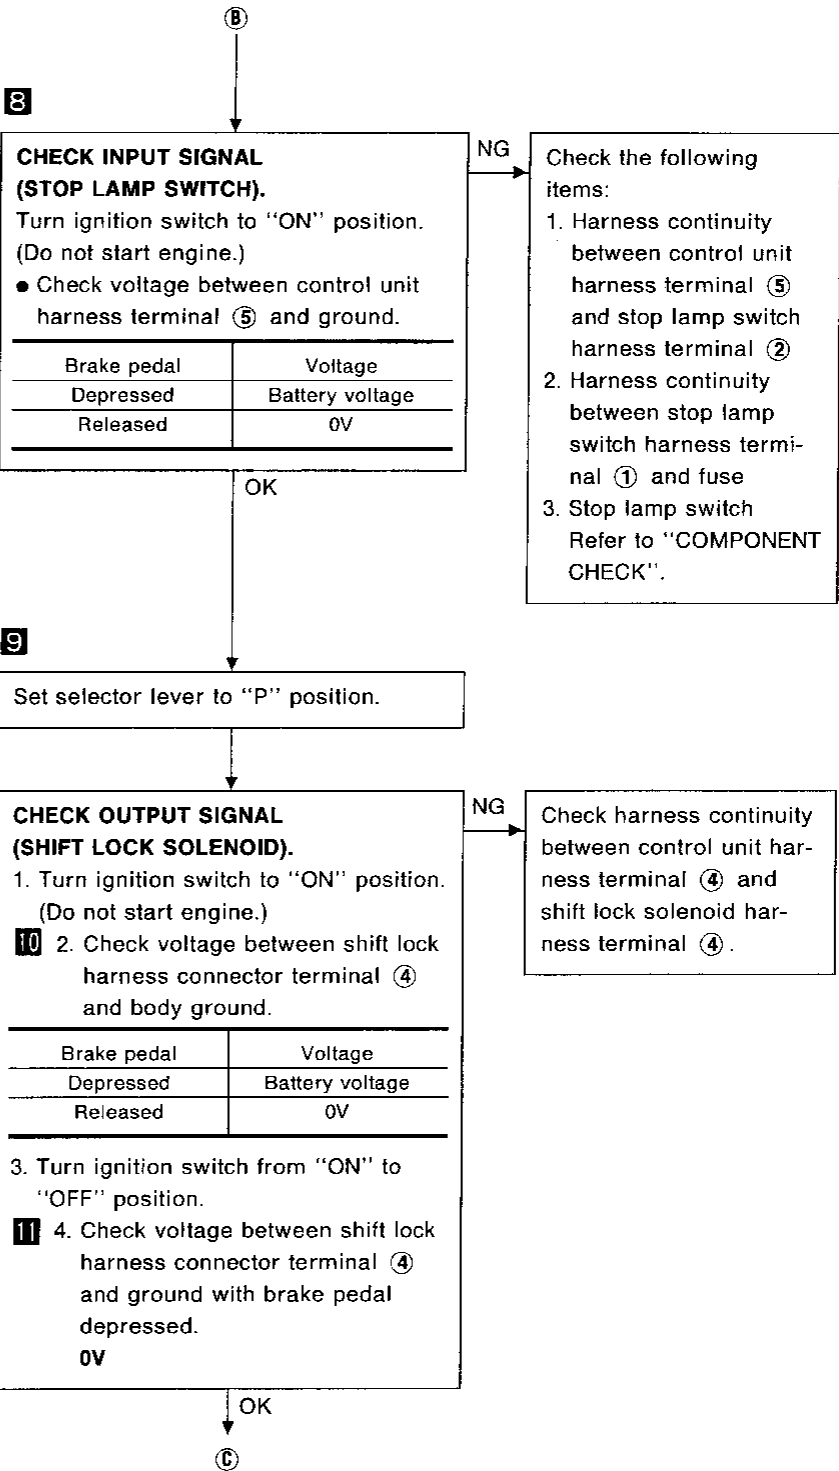 Ⓑ
8
CHECK INPUT SIGNAL
(STOP LAMP SWITCH).
Turn ignition switch to "ON" position.
(Do not start engine.)
● Check voltage between control unit
harness terminal ⑤ and ground.
Brake pedal Voltage
Depressed Battery voltage
Released 0V
NG
Check the following
items:
1. Harness continuity
between control unit
harness terminal ⑤
and stop lamp switch
harness terminal ②
2. Harness continuity
between stop lamp
switch harness termi-
nal ① and fuse
3. Stop lamp switch
Refer to "COMPONENT
CHECK".
OK
9
Set selector lever to "P" position.
CHECK OUTPUT SIGNAL
(SHIFT LOCK SOLENOID).
1. Turn ignition switch to "ON" position.
(Do not start engine.)
10 2. Check voltage between shift lock
harness connector terminal ④
and body ground.
Brake pedal Voltage
Depressed Battery voltage
Released 0V
3. Turn ignition switch from "ON" to
"OFF" position.
11 4. Check voltage between shift lock
harness connector terminal ④
and ground with brake pedal
depressed.
0V
NG
Check harness continuity
between control unit har-
ness terminal ④ and
shift lock solenoid har-
ness terminal ④.
OK
Ⓒ